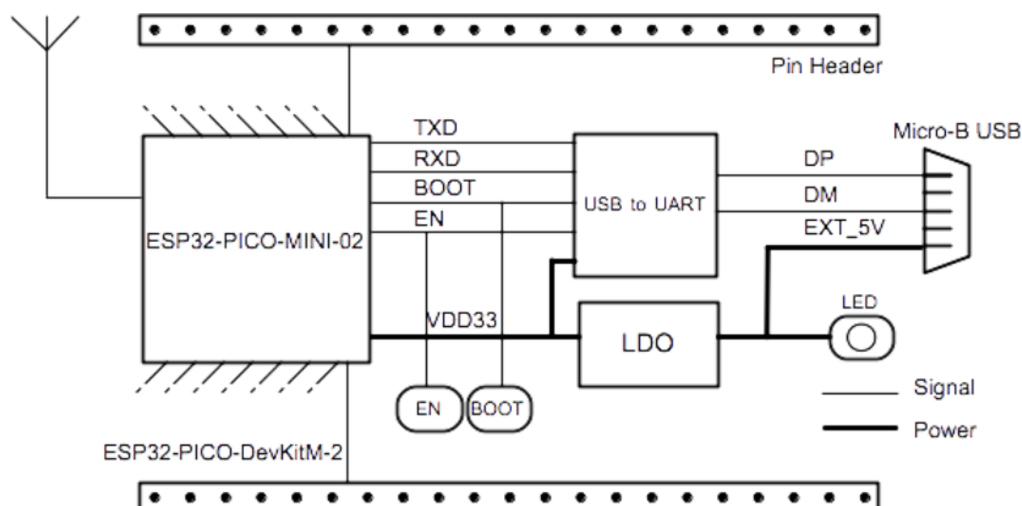 Pin Header
Micro-B USB
TXD
RXD
BOOT
EN
DP
DM
EXT_5V
USB to UART
ESP32-PICO-MINI-02
VDD33
LDO
LED
EN
BOOT
Signal
Power
ESP32-PICO-DevKitM-2